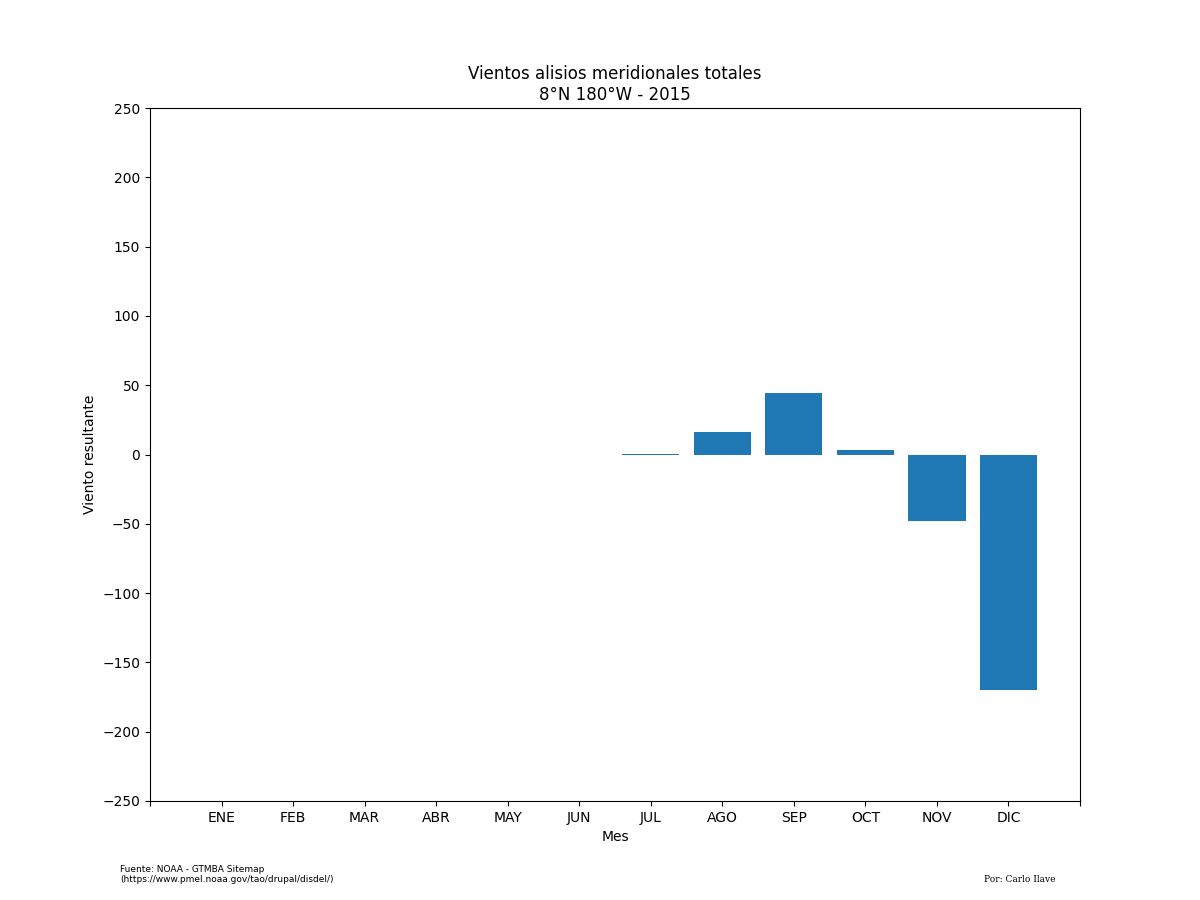 Vientos alisios meridionales totales
8°N 180°W - 2015
250
200
150
100
50
0
−50
−100
−150
−200
−250
Viento resultante
ENE FEB MAR ABR MAY JUN JUL AGO SEP OCT NOV DIC
Mes
Fuente: NOAA - GTMBA Sitemap
(https://www.pmel.noaa.gov/tao/drupal/disdel/)
Por: Carlo Ilave